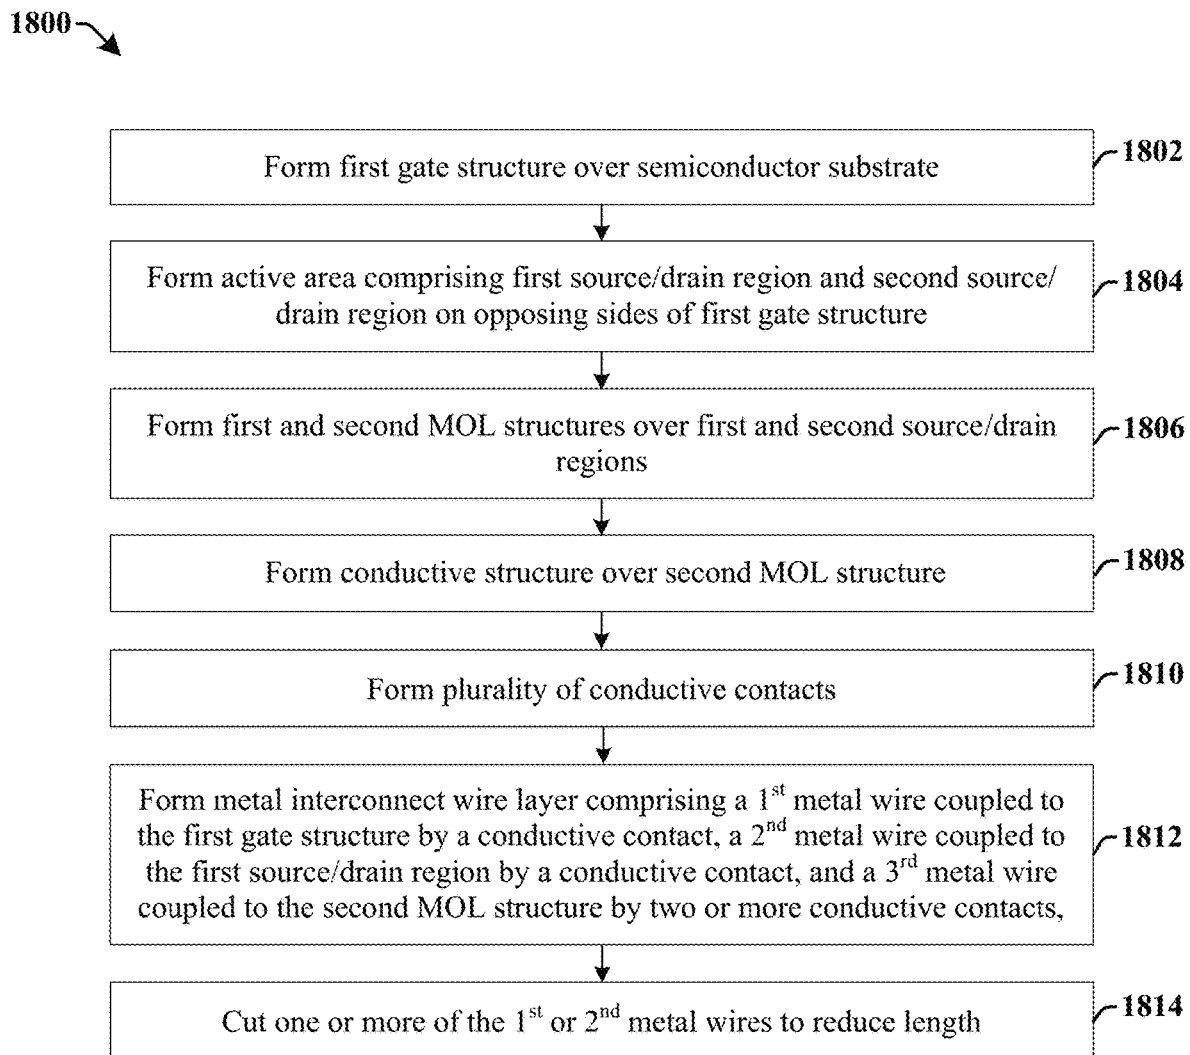 1800
Form first gate structure over semiconductor substrate
1802
Form active area comprising first source/drain region and second source/
drain region on opposing sides of first gate structure
1804
Form first and second MOL structures over first and second source/drain
regions
1806
Form conductive structure over second MOL structure
1808
Form plurality of conductive contacts
1810
Form metal interconnect wire layer comprising a 1st metal wire coupled to
the first gate structure by a conductive contact, a 2nd metal wire coupled to
the first source/drain region by a conductive contact, and a 3rd metal wire
coupled to the second MOL structure by two or more conductive contacts,
1812
Cut one or more of the 1st or 2nd metal wires to reduce length
1814